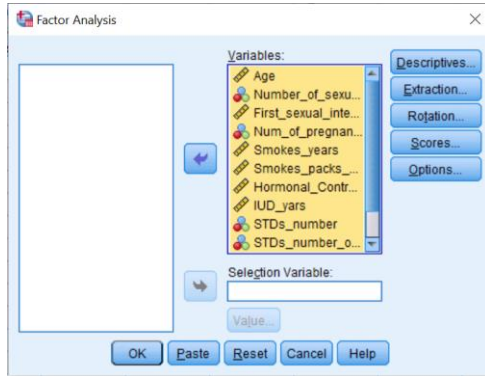 Factor Analysis
Variables:
Age
Number_of_sexu...
First_sexual_inte...
Num_of_pregnan...
Smokes_years
Smokes_packs_...
Hormonal_Contr...
IUD_yars
STDs_number
STDs_number_o...
Selection Variable:
Value...
Descriptives...
Extraction...
Rotation...
Scores...
Options...
OK Paste Reset Cancel Help